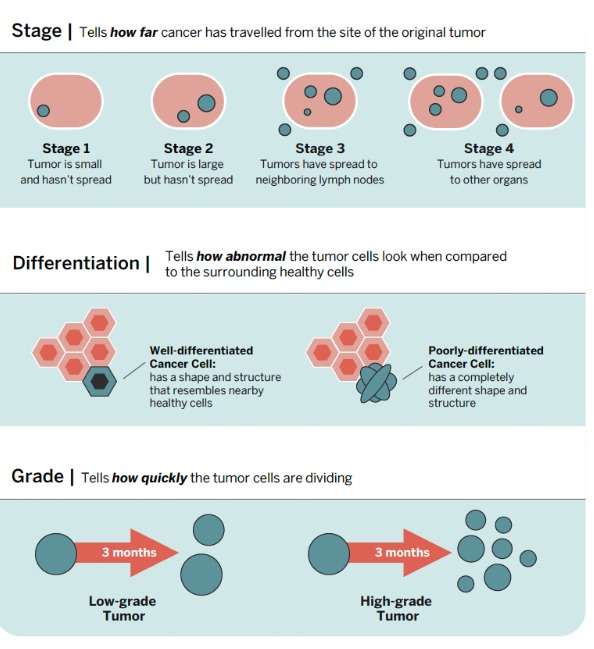 Stage | Tells how far cancer has travelled from the site of the original tumor
Stage 1
Tumor is small
and hasn't spread
Stage 2
Tumor is large
but hasn't spread
Stage 3
Tumors have spread to
neighboring lymph nodes
Stage 4
Tumors have spread
to other organs
Differentiation |
Tells how abnormal the tumor cells look when compared
to the surrounding healthy cells
Well-differentiated
Cancer Cell:
has a shape and structure
that resembles nearby
healthy cells
Poorly-differentiated
Cancer Cell:
has a completely
different shape and
structure
Grade | Tells how quickly the tumor cells are dividing
3 months
Low-grade
Tumor
3 months
High-grade
Tumor